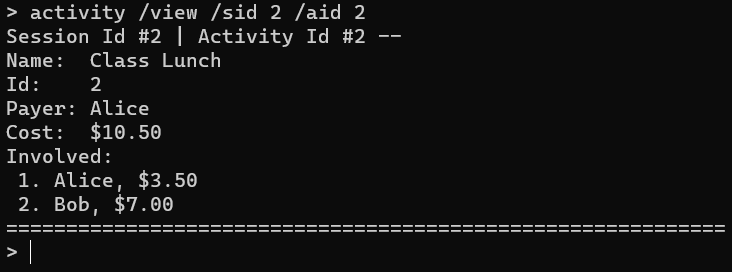 > activity /view /sid 2 /aid 2
Session Id #2 | Activity Id #2 --
Name:  Class Lunch
Id:    2
Payer: Alice
Cost:  $10.50
Involved:
 1. Alice, $3.50
 2. Bob, $7.00
============================================================
>